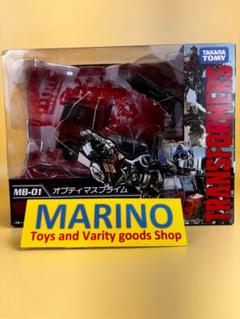 TAKARA
TOMY
TRANSFORMERS
MB-01 オプティマスプライム
MARINO
Toys and Varity goods Shop